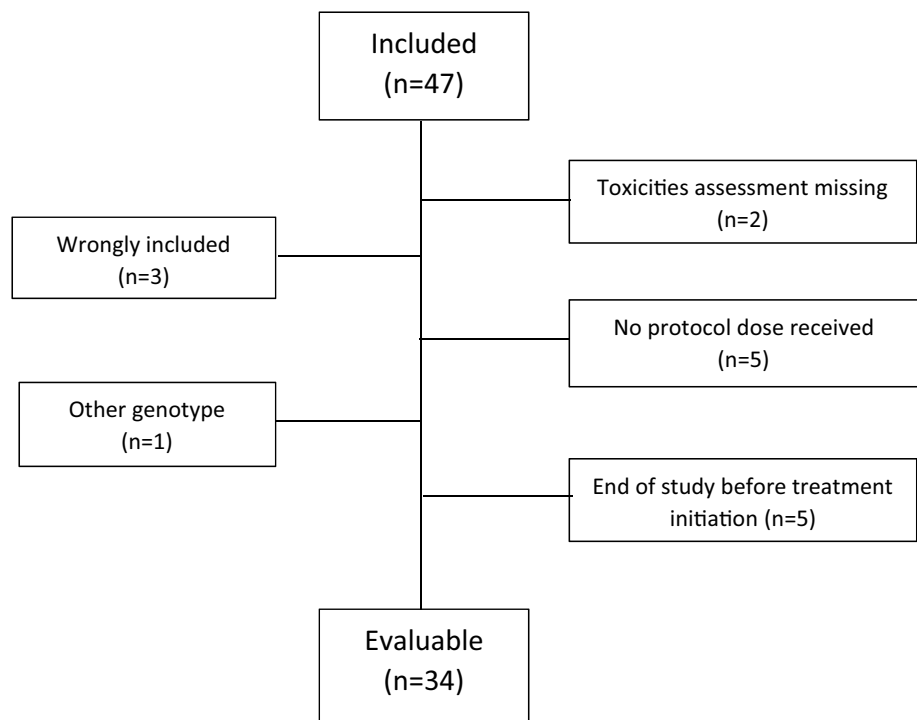 Included
(n=47)
Toxicities assessment missing
(n=2)
Wrongly included
(n=3)
No protocol dose received
(n=5)
Other genotype
(n=1)
End of study before treatment
initiation (n=5)
Evaluable
(n=34)